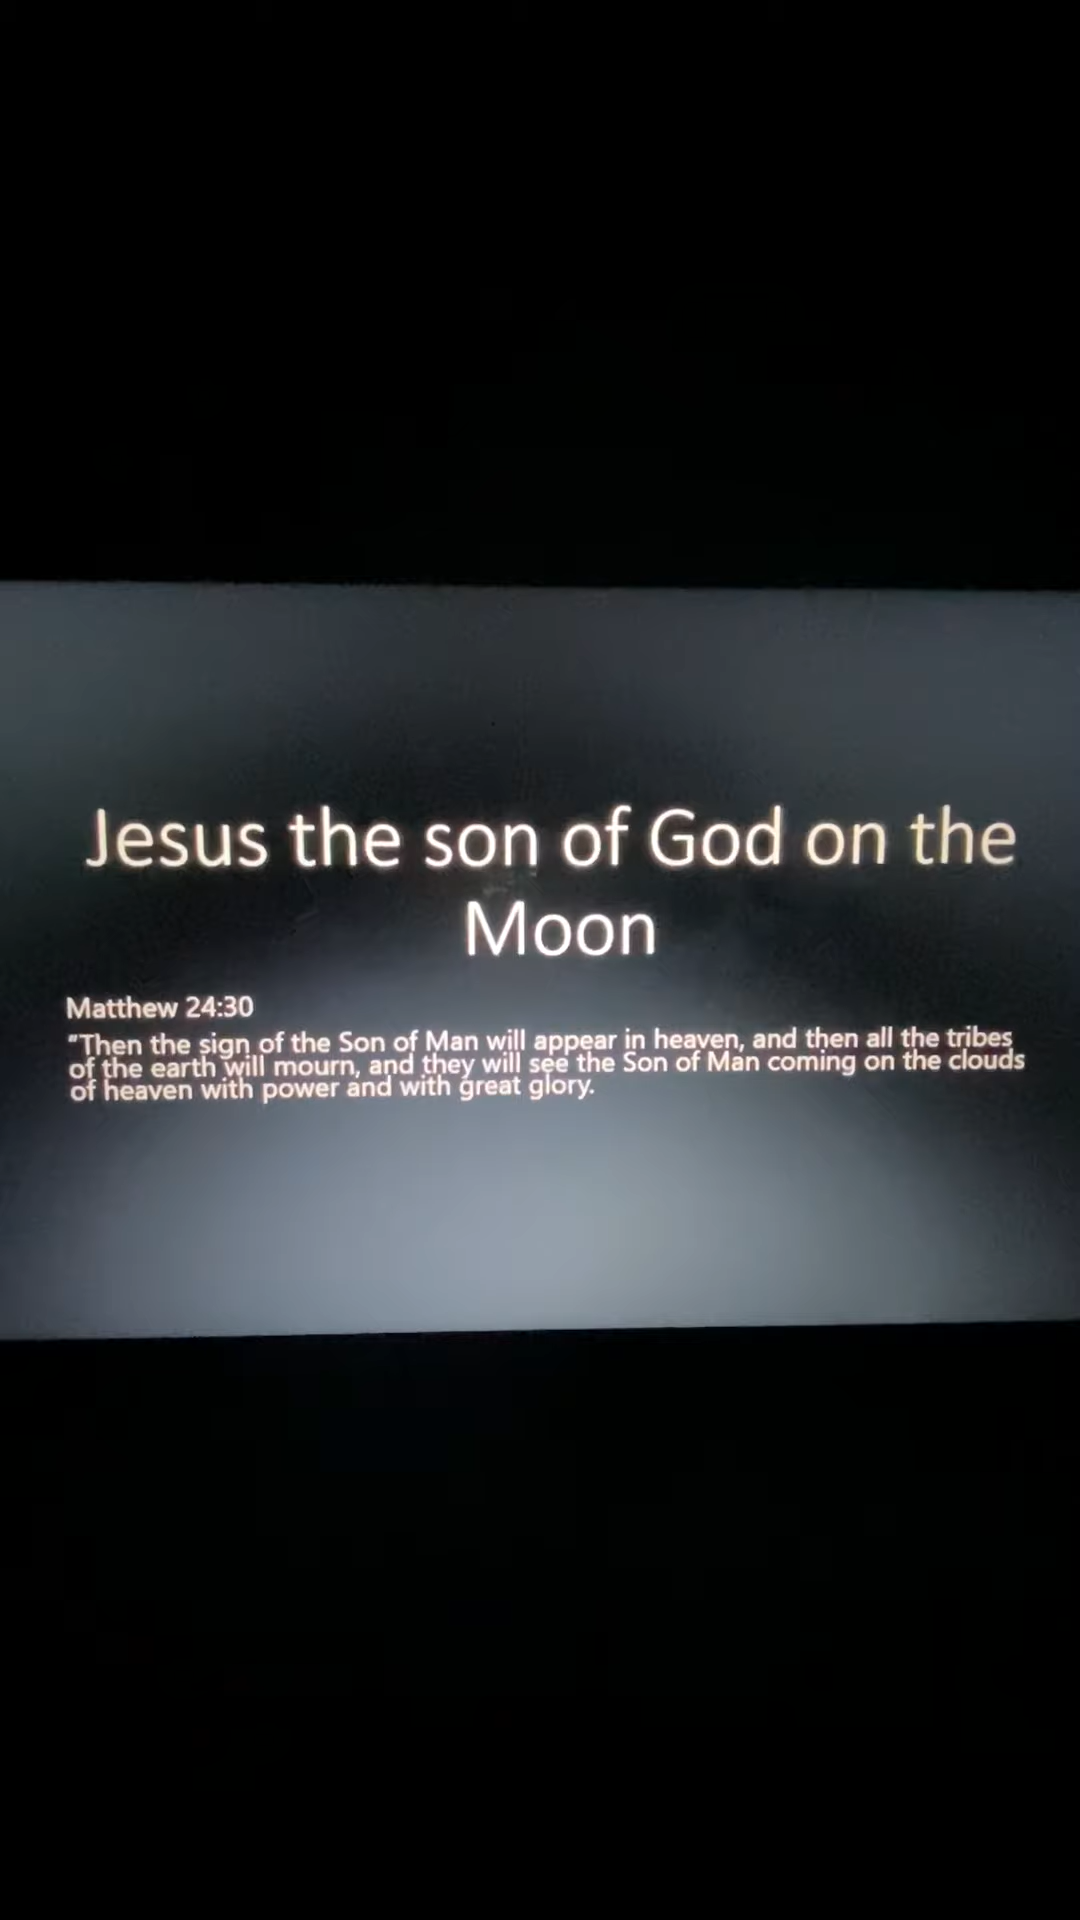 Jesus the son of God on the
Moon
Matthew 24:30
"Then the sign of the Son of Man will appear in heaven, and then all the tribes
of the earth will mourn, and they will see the Son of Man coming on the clouds
of heaven with power and with great glory.